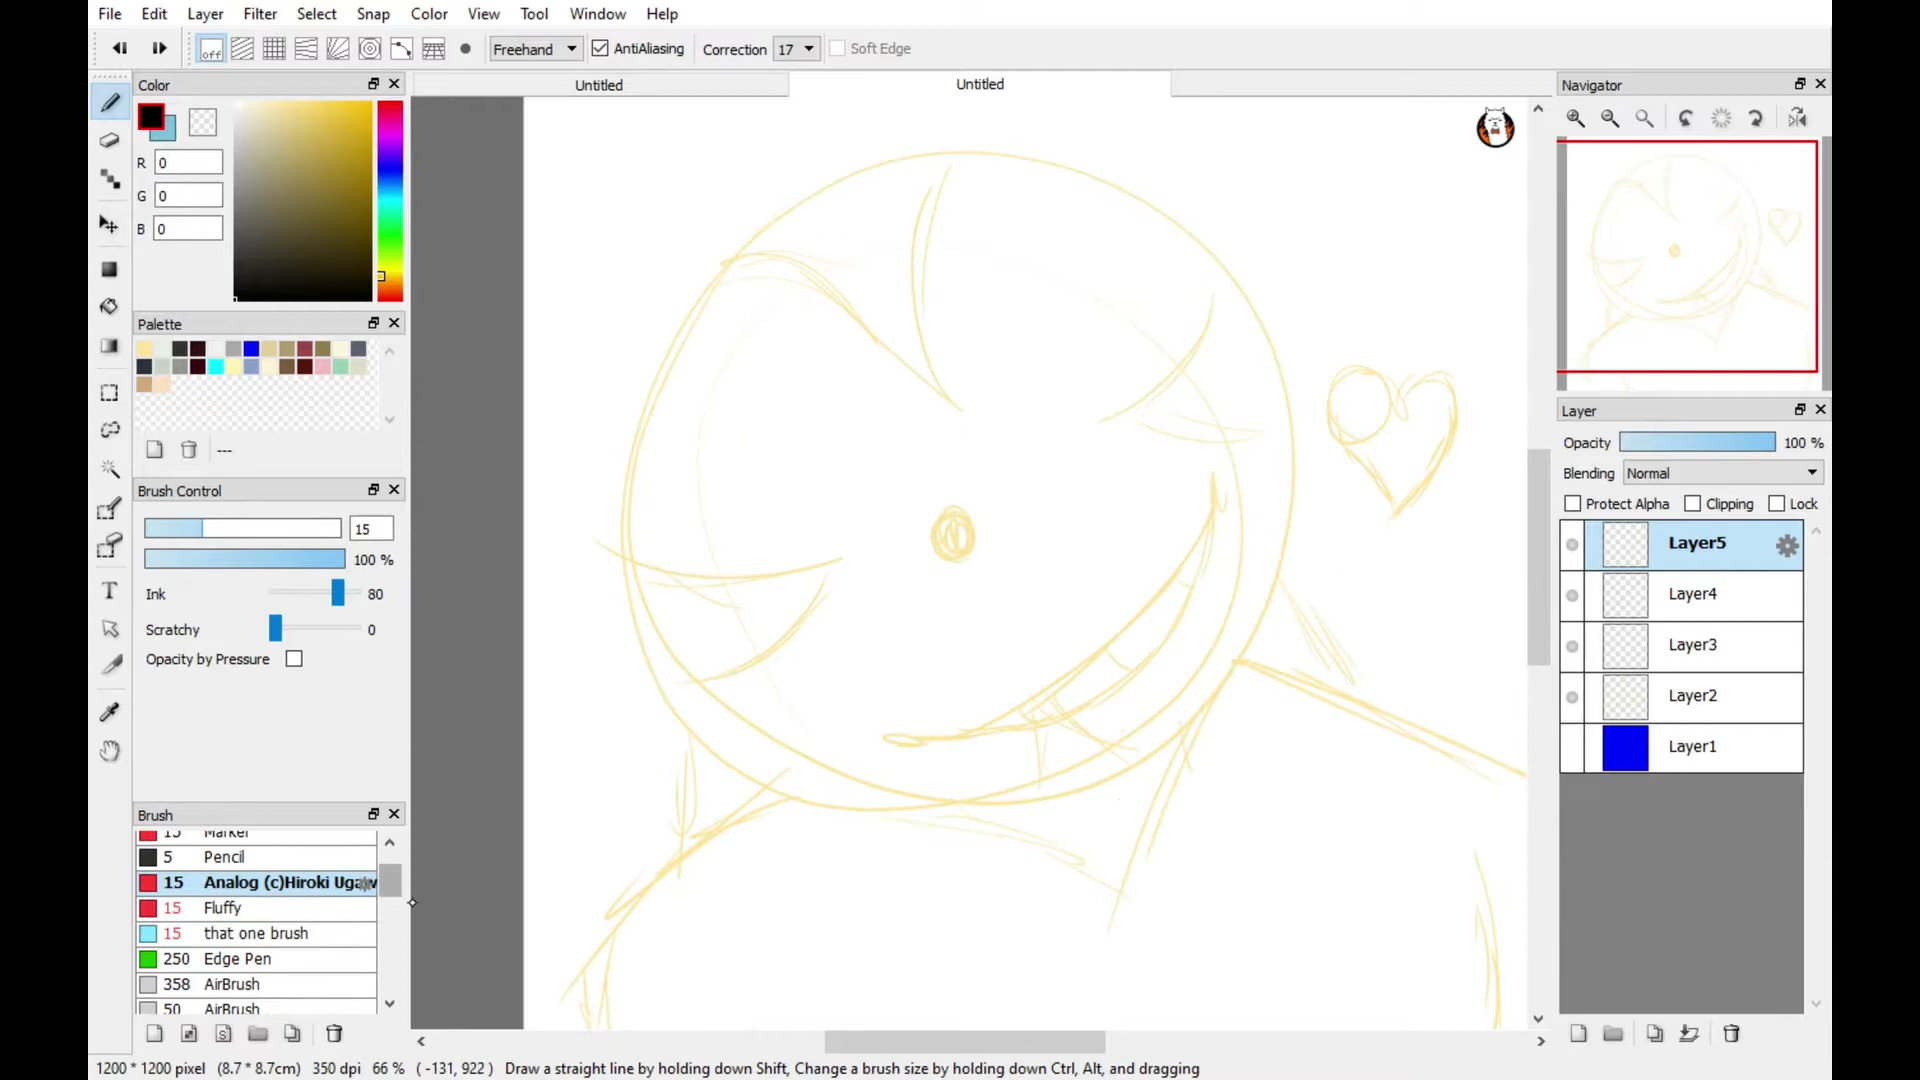 File Edit Layer Filter Select Snap Color View Tool Window Help
off Freehand AntiAliasing Correction 17 Soft Edge
Color
R 0
G 0
B 0
Palette
---
Brush Control
15
100 %
Ink 80
Scratchy 0
Opacity by Pressure
Brush
15 Marker
5 Pencil
15 Analog (c)Hiroki Ugaw
15 Fluffy
15 that one brush
250 Edge Pen
358 AirBrush
50 AirBrush
Untitled Untitled
Navigator
Layer
Opacity 100 %
Blending Normal
Protect Alpha Clipping Lock
Layer5
Layer4
Layer3
Layer2
Layer1
1200 * 1200 pixel (8.7 * 8.7cm) 350 dpi 66 % ( -131, 922 ) Draw a straight line by holding down Shift, Change a brush size by holding down Ctrl, Alt, and dragging